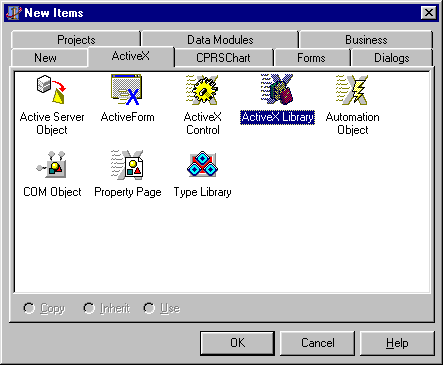 New Items
Projects Data Modules Business
New ActiveX CPRSChart Forms Dialogs
Active Server Object
ActiveForm
ActiveX Control
ActiveX Library
Automation Object
COM Object
Property Page
Type Library
Copy Inherit Use
OK Cancel Help